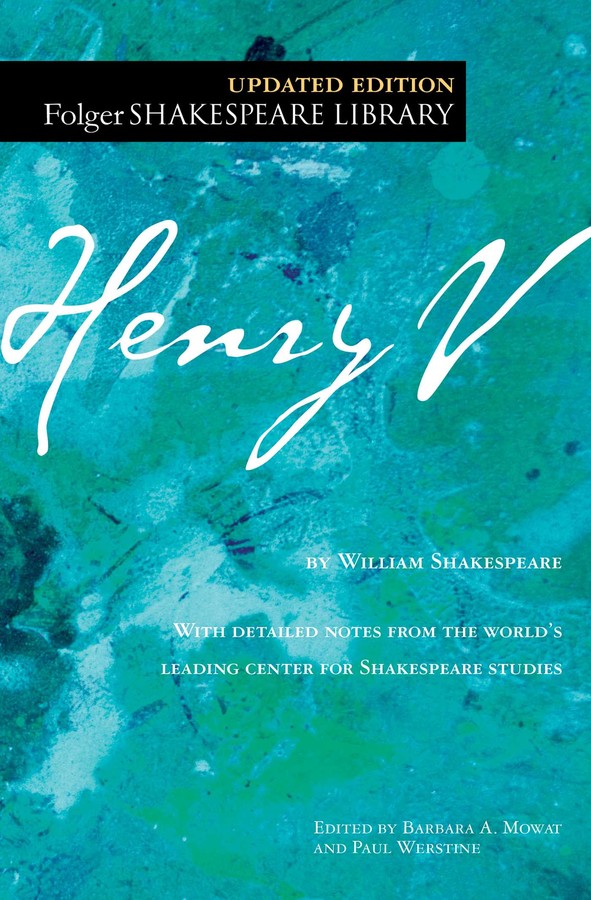 UPDATED EDITION
Folger SHAKESPEARE LIBRARY
Henry V
BY WILLIAM SHAKESPEARE
WITH DETAILED NOTES FROM THE WORLD'S
LEADING CENTER FOR SHAKESPEARE STUDIES
EDITED BY BARBARA A. MOWAT
AND PAUL WERSTINE